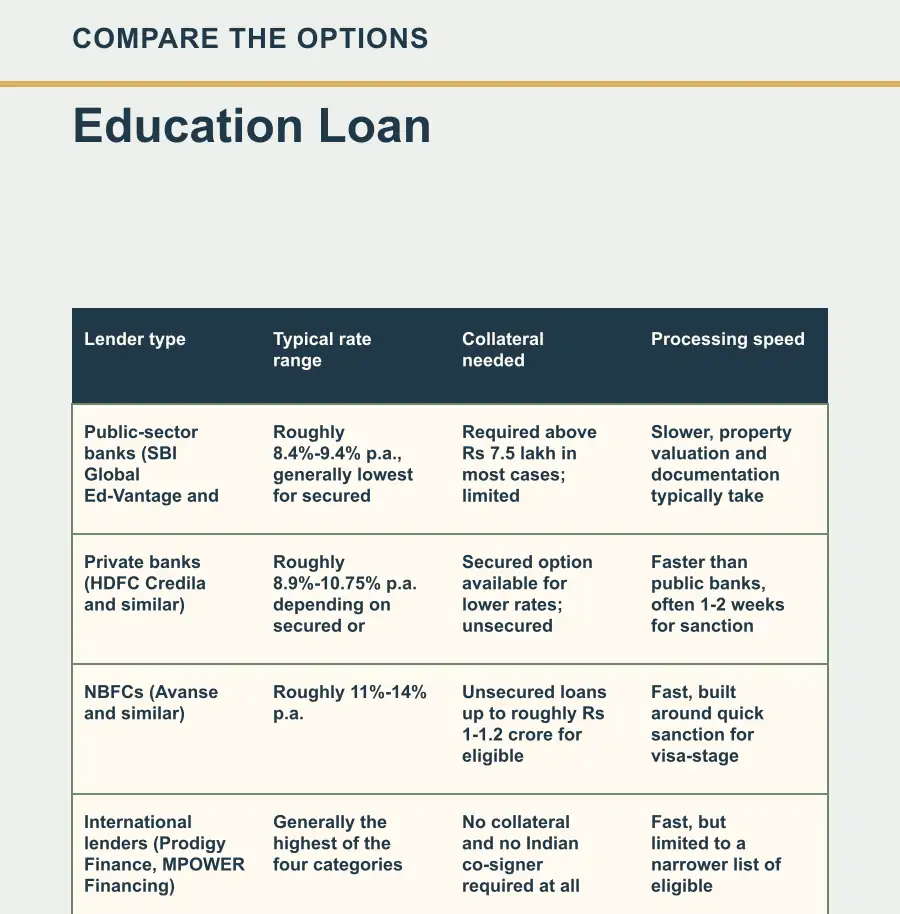 COMPARE THE OPTIONS
Education Loan
Lender type
Typical rate
range
Collateral
needed
Processing speed
Public-sector
banks (SBI
Global
Ed-Vantage and
Roughly
8.4%-9.4% p.a.,
generally lowest
for secured
Required above
Rs 7.5 lakh in
most cases;
limited
Slower, property
valuation and
documentation
typically take
Private banks
(HDFC Credila
and similar)
Roughly
8.9%-10.75% p.a.
depending on
secured or
Secured option
available for
lower rates;
unsecured
Faster than
public banks,
often 1-2 weeks
for sanction
NBFCs (Avanse
and similar)
Roughly 11%-14%
p.a.
Unsecured loans
up to roughly Rs
1-1.2 crore for
eligible
Fast, built
around quick
sanction for
visa-stage
International
lenders (Prodigy
Finance, MPOWER
Financing)
Generally the
highest of the
four categories
No collateral
and no Indian
co-signer
required at all
Fast, but
limited to a
narrower list of
eligible